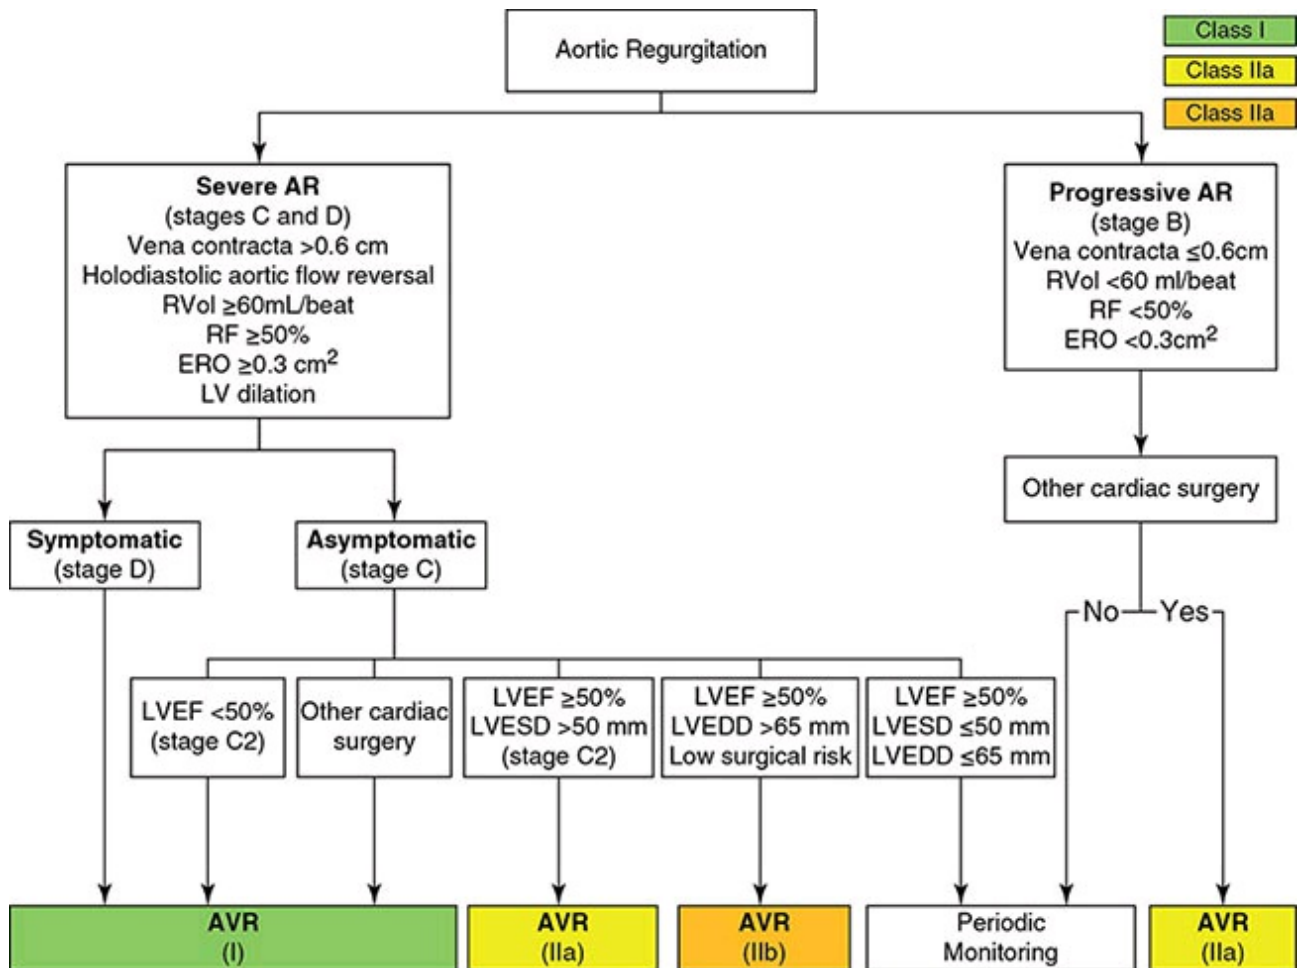 Aortic Regurgitation
Class I
Class IIa
Class IIa
Severe AR
(stages C and D)
Vena contracta >0.6 cm
Holodiastolic aortic flow reversal
RVol ≥60mL/beat
RF ≥50%
ERO ≥0.3 cm²
LV dilation
Progressive AR
(stage B)
Vena contracta ≤0.6cm
RVol <60 ml/beat
RF <50%
ERO <0.3cm²
Other cardiac surgery
Symptomatic
(stage D)
Asymptomatic
(stage C)
No
Yes
LVEF <50%
(stage C2)
Other cardiac
surgery
LVEF ≥50%
LVESD >50 mm
(stage C2)
LVEF ≥50%
LVEDD >65 mm
Low surgical risk
LVEF ≥50%
LVESD ≤50 mm
LVEDD ≤65 mm
AVR
(I)
AVR
(IIa)
AVR
(IIb)
Periodic
Monitoring
AVR
(IIa)